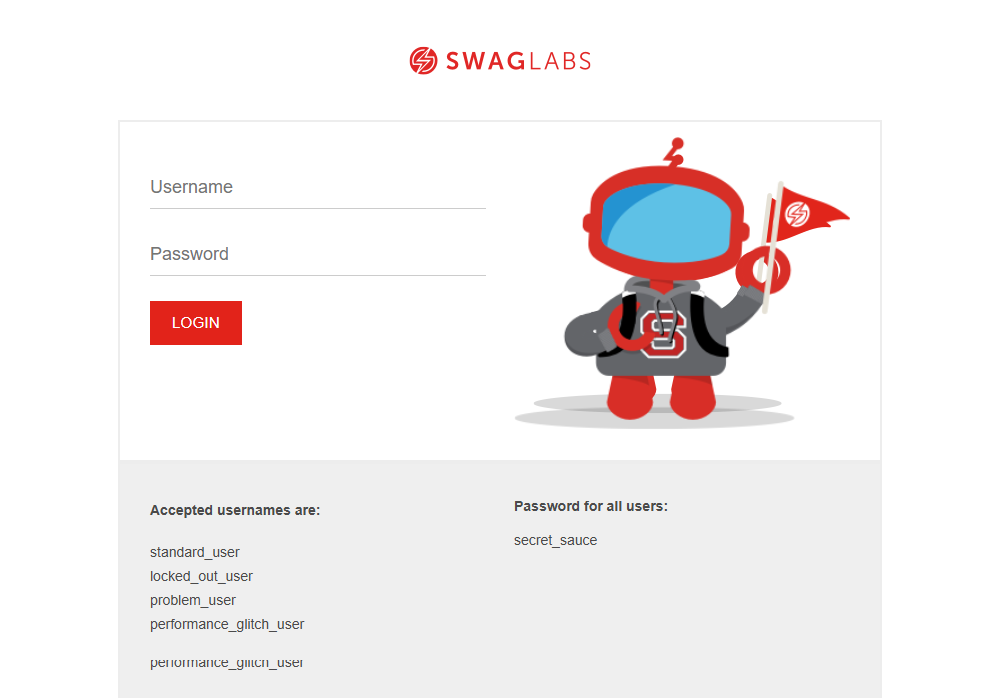 SWAGLABS
Username
Password
LOGIN
S
Accepted usernames are:
standard_user
locked_out_user
problem_user
performance_glitch_user
performance_glitch_user
Password for all users:
secret_sauce